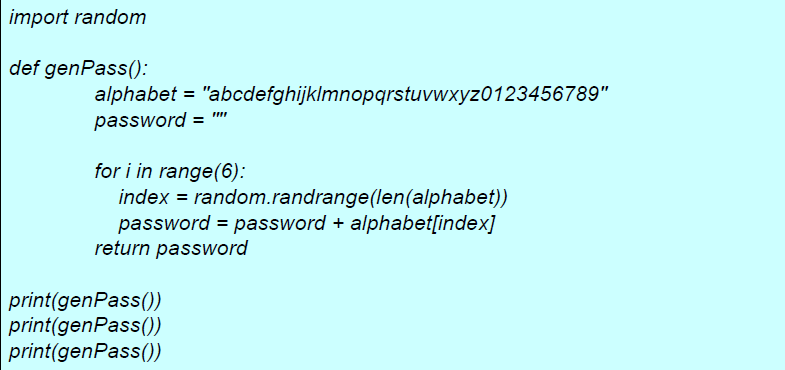 import random
def genPass():
alphabet = "abcdefghijklmnopqrstuvwxyz0123456789"
password = ""
for i in range(6):
index = random.randrange(len(alphabet))
password = password + alphabet[index]
return password
print(genPass())
print(genPass())
print(genPass())